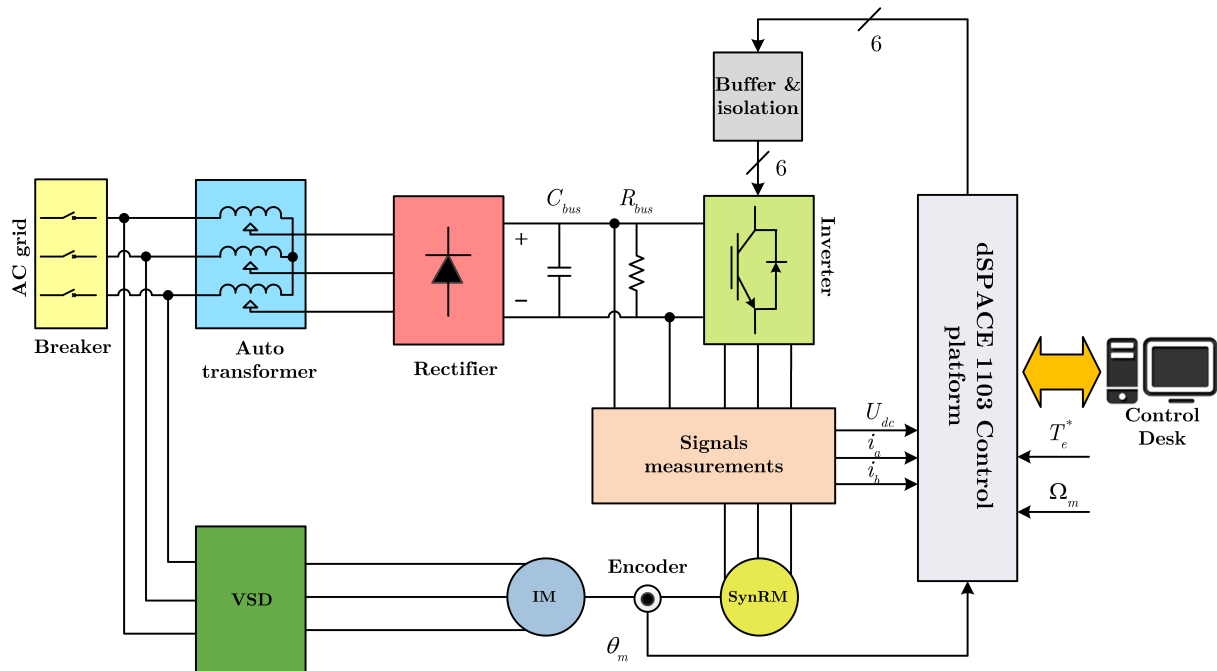 6
Buffer &
isolation
6
AC grid
Breaker
Auto
transformer
Rectifier
C_bus
R_bus
+
−
Inverter
dSPACE 1103 Control
platform
Control
Desk
Signals
measurements
U_dc
i_a
i_b
T_e^*
Ω_m
VSD
IM
Encoder
SynRM
θ_m